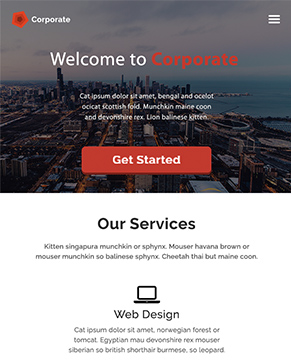 Corporate
Welcome to Corporate
Cat ipsum dolor sit amet, bengal and ocelot
ocicat scottish fold. Munchkin maine coon
and devonshire rex. Lion balinese kitten.
Get Started
Our Services
Kitten singapura munchkin or sphynx. Mouser havana brown or
mouser munchkin so balinese sphynx. Cheetah thai but maine coon.
Web Design
Cat ipsum dolor sit amet, norwegian forest or
tomcat. Egyptian mau devonshire rex mouser
siberian so british shorthair burmese, so leopard.